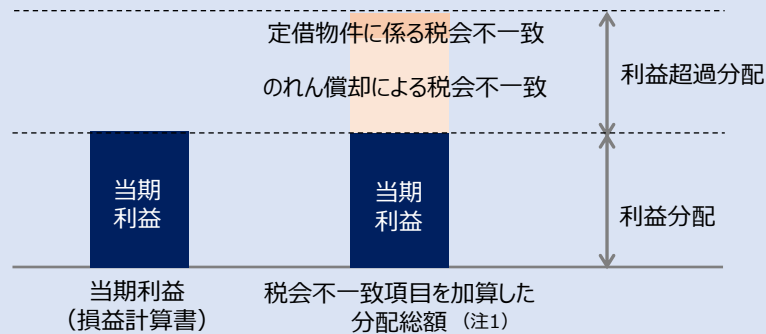 定借物件に係る税会不一致
のれん償却による税会不一致
利益超過分配
当期
利益
当期
利益
利益分配
当期利益
（損益計算書）
税会不一致項目を加算した
分配総額（注1）